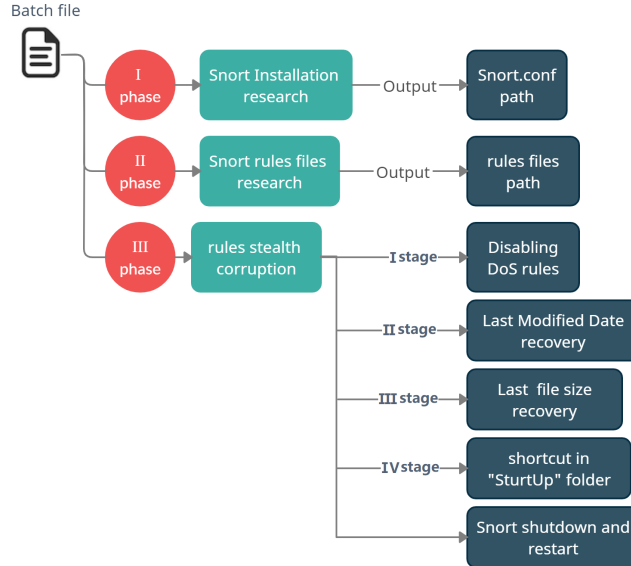 Batch file
I
phase
Snort Installation
research
Output
Snort.conf
path
II
phase
Snort rules files
research
Output
rules files
path
III
phase
rules stealth
corruption
I stage
Disabling
DoS rules
II stage
Last Modified Date
recovery
III stage
Last file size
recovery
IV stage
shortcut in
"SturtUp" folder
Snort shutdown and
restart